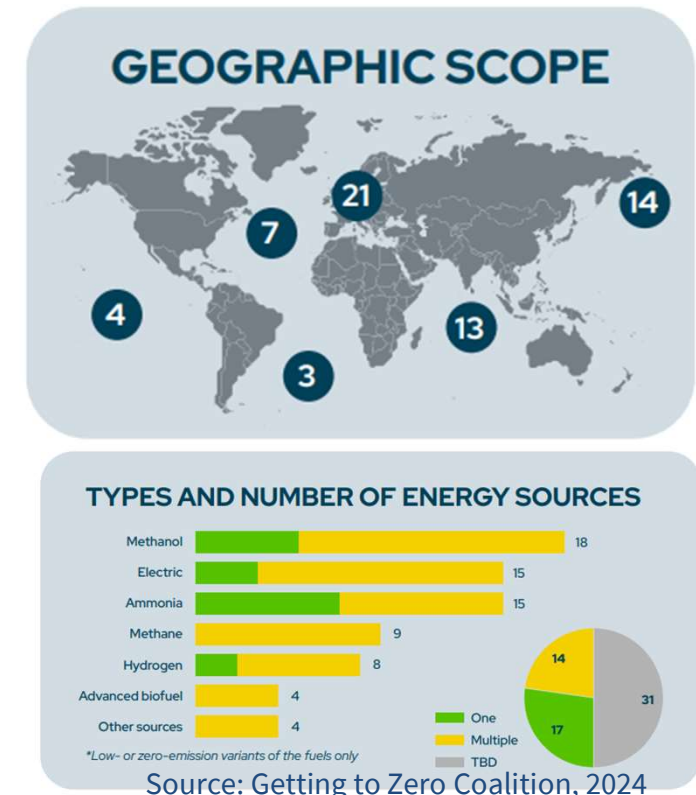 GEOGRAPHIC SCOPE
21
14
7
4
13
3
TYPES AND NUMBER OF ENERGY SOURCES
Methanol 18
Electric 15
Ammonia 15
Methane 9
Hydrogen 8
Advanced biofuel 4
Other sources 4
14
31
17
One
Multiple
TBD
*Low- or zero-emission variants of the fuels only
Source: Getting to Zero Coalition, 2024